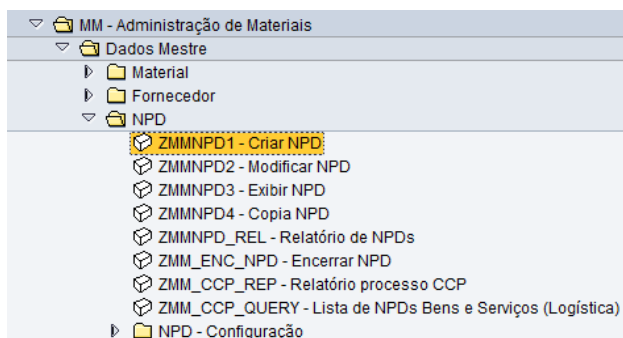 MM - Administração de Materiais
Dados Mestre
Material
Fornecedor
NPD
ZMMNPD1 - Criar NPD
ZMMNPD2 - Modificar NPD
ZMMNPD3 - Exibir NPD
ZMMNPD4 - Copia NPD
ZMMNPD_REL - Relatório de NPDs
ZMM_ENC_NPD - Encerrar NPD
ZMM_CCP_REP - Relatório processo CCP
ZMM_CCP_QUERY - Lista de NPDs Bens e Serviços (Logística)
NPD - Configuração